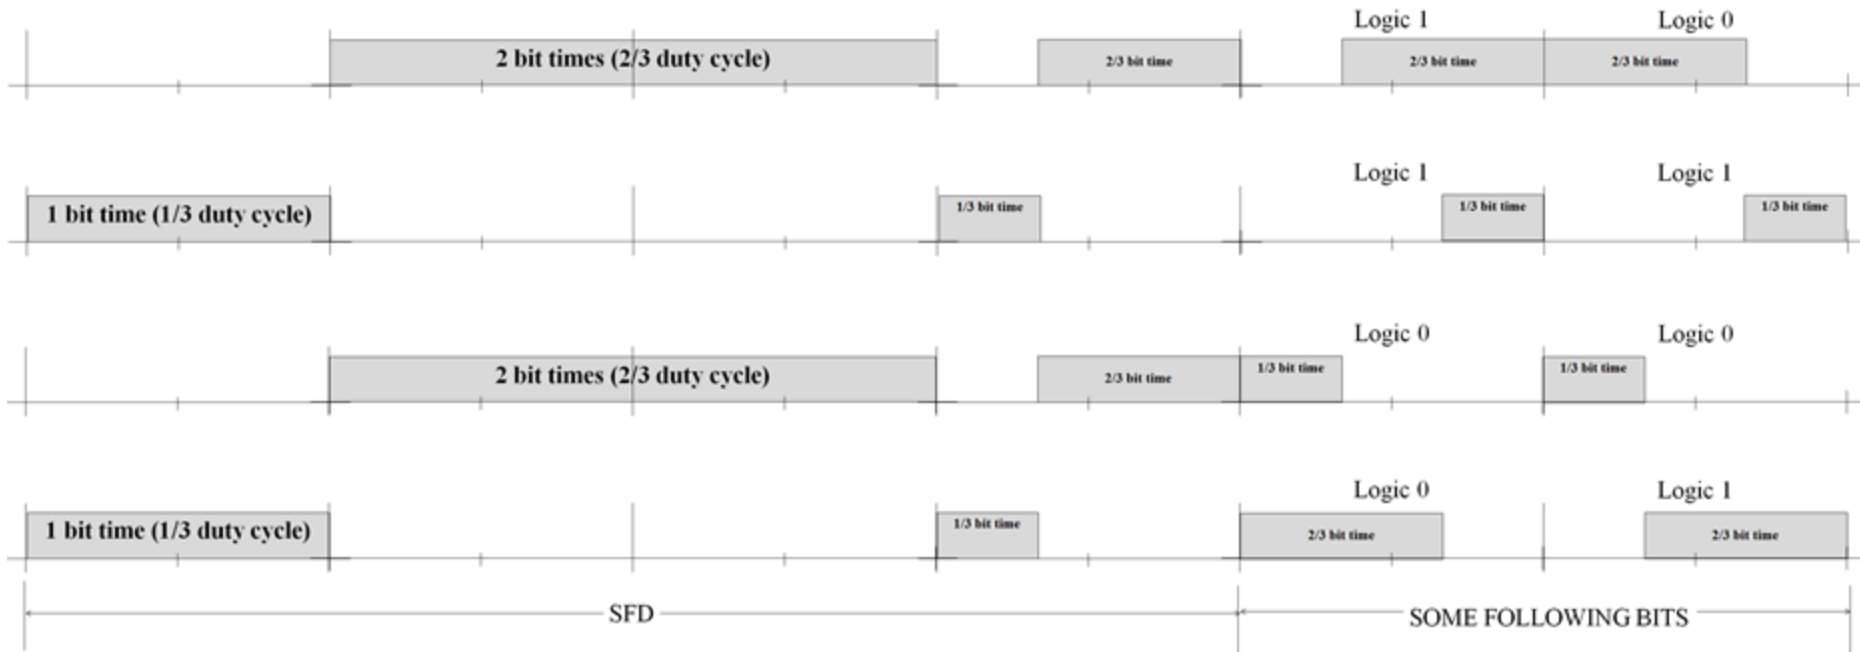 Logic 1 Logic 0
2 bit times (2/3 duty cycle) 2/3 bit time 2/3 bit time 2/3 bit time
Logic 1 Logic 1
1 bit time (1/3 duty cycle) 1/3 bit time 1/3 bit time 1/3 bit time
Logic 0 Logic 0
2 bit times (2/3 duty cycle) 2/3 bit time 1/3 bit time 1/3 bit time
Logic 0 Logic 1
1 bit time (1/3 duty cycle) 1/3 bit time 2/3 bit time 2/3 bit time
SFD SOME FOLLOWING BITS